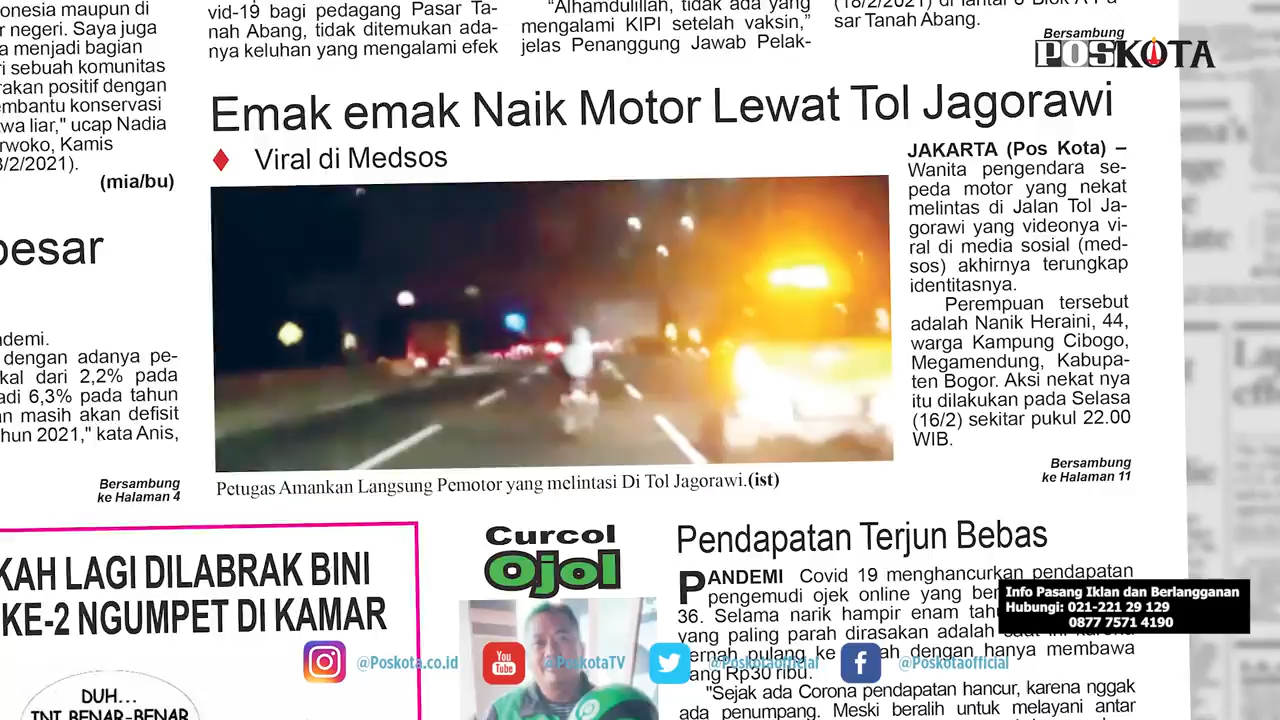 onesia maupun di
negeri. Saya juga
a menjadi bagian
ri sebuah komunitas
rakan positif dengan
embantu konservasi
wa liar," ucap Nadia
rwoko, Kamis
/2/2021).
(mia/bu)
besar
ndemi.
dengan adanya pe-
kal dari 2,2% pada
adi 6,3% pada tahun
n masih akan defisit
hun 2021," kata Anis,
Bersambung
ke Halaman 4
vid-19 bagi pedagang Pasar Ta-
nah Abang, tidak ditemukan ada-
nya keluhan yang mengalami efek
"Alhamdulillah, tidak ada yang
mengalami KIPI setelah vaksin,"
jelas Penanggung Jawab Pelak-
sar Tanah Abang.
Bersambung
POSKOTA
Emak emak Naik Motor Lewat Tol Jagorawi
Viral di Medsos
JAKARTA (Pos Kota) –
Wanita pengendara se-
peda motor yang nekat
melintas di Jalan Tol Ja-
gorawi yang videonya vi-
ral di media sosial (med-
sos) akhirnya terungkap
identitasnya.
Perempuan tersebut
adalah Nanik Heraini, 44,
warga Kampung Cibogo,
Megamendung, Kabupa-
ten Bogor. Aksi nekat nya
itu dilakukan pada Selasa
(16/2) sekitar pukul 22.00
WIB.
Bersambung
ke Halaman 11
Petugas Amankan Langsung Pemotor yang melintasi Di Tol Jagorawi.(ist)
KAH LAGI DILABRAK BINI
KE-2 NGUMPET DI KAMAR
DUH...
TNT BENAR-BENAR
Curcol
Ojol
Pendapatan Terjun Bebas
PANDEMI Covid 19 menghancurkan pendapatan
pengemudi ojek online yang ber
36. Selama narik hampir enam tah
yang paling parah dirasakan adalah saat ini karena
pernah pulang ke dengan hanya membawa
uang Rp30 ribu.
"Sejak ada Corona pendapatan hancur, karena nggak
ada penumpang. Meski beralih untuk melayani antar
Info Pasang Iklan dan Berlangganan
Hubungi: 021-221 29 129
0877 7571 4190
@Poskota.co.id
You Tube
@PoskotaTV
@Poskotaofficial
@Poskotaofficial